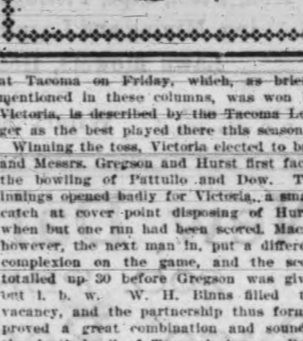 at Tacoma on Friday, which, as brie
mentioned in these columns, was won
Victoria, is described by the Tacoma Le
ger as the best played there this season
Winning the toss, Victoria elected to b
and Messrs. Gregson and Hurst first fac
the bowling of Pattullo and Dow. T
innings opened badly for Victoria, a sma
catch at cover point disposing of Hur
when but one run had been scored. Mac
however, the next man in, put a differe
complexion on the game, and the sco
totalled up 30 before Gregson was giv
out l. b. w. W. H. Binns filled
vacancy, and the partnership thus form
proved a great combination and soun